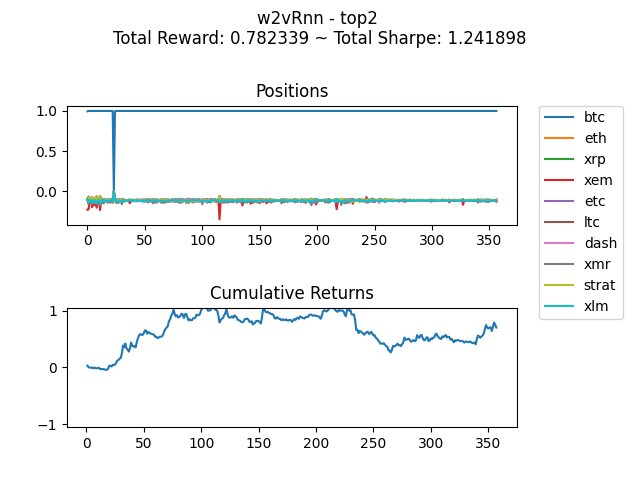 w2vRnn - top2
Total Reward: 0.782339 ~ Total Sharpe: 1.241898
Positions
1.0
0.5
0.0
0 50 100 150 200 250 300 350
btc
eth
xrp
xem
etc
ltc
dash
xmr
strat
xlm
Cumulative Returns
1
0
−1
0 50 100 150 200 250 300 350